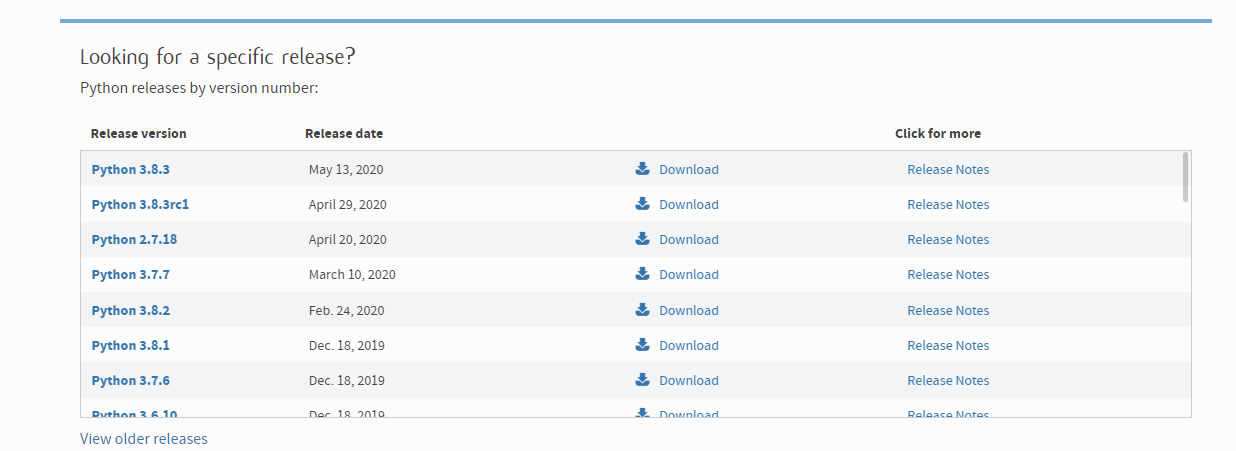 Looking for a specific release?
Python releases by version number:
Release version Release date Click for more
Python 3.8.3 May 13, 2020 Download Release Notes
Python 3.8.3rc1 April 29, 2020 Download Release Notes
Python 2.7.18 April 20, 2020 Download Release Notes
Python 3.7.7 March 10, 2020 Download Release Notes
Python 3.8.2 Feb. 24, 2020 Download Release Notes
Python 3.8.1 Dec. 18, 2019 Download Release Notes
Python 3.7.6 Dec. 18, 2019 Download Release Notes
Python 3.6.10 Dec. 18, 2019 Download Release Notes
View older releases